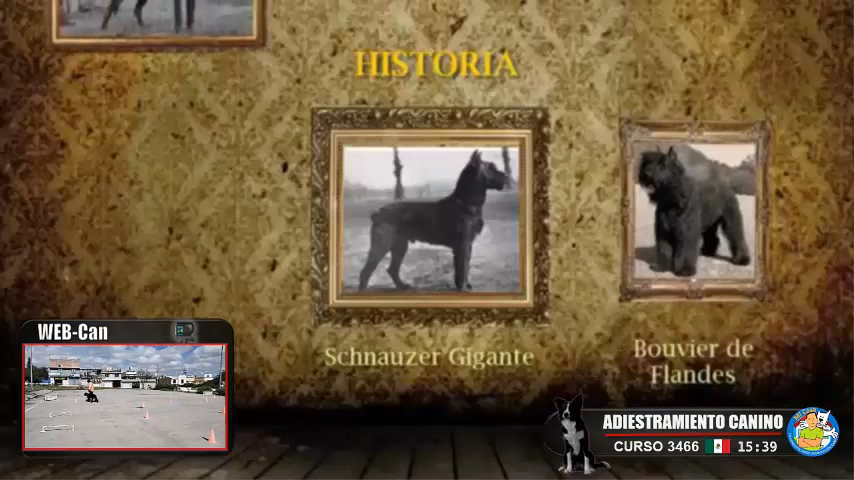 HISTORIA
Schnauzer Gigante
Bouvier de
Flandes
WEB-Can
ADIESTRAMIENTO CANINO
CURSO 3466 15:39